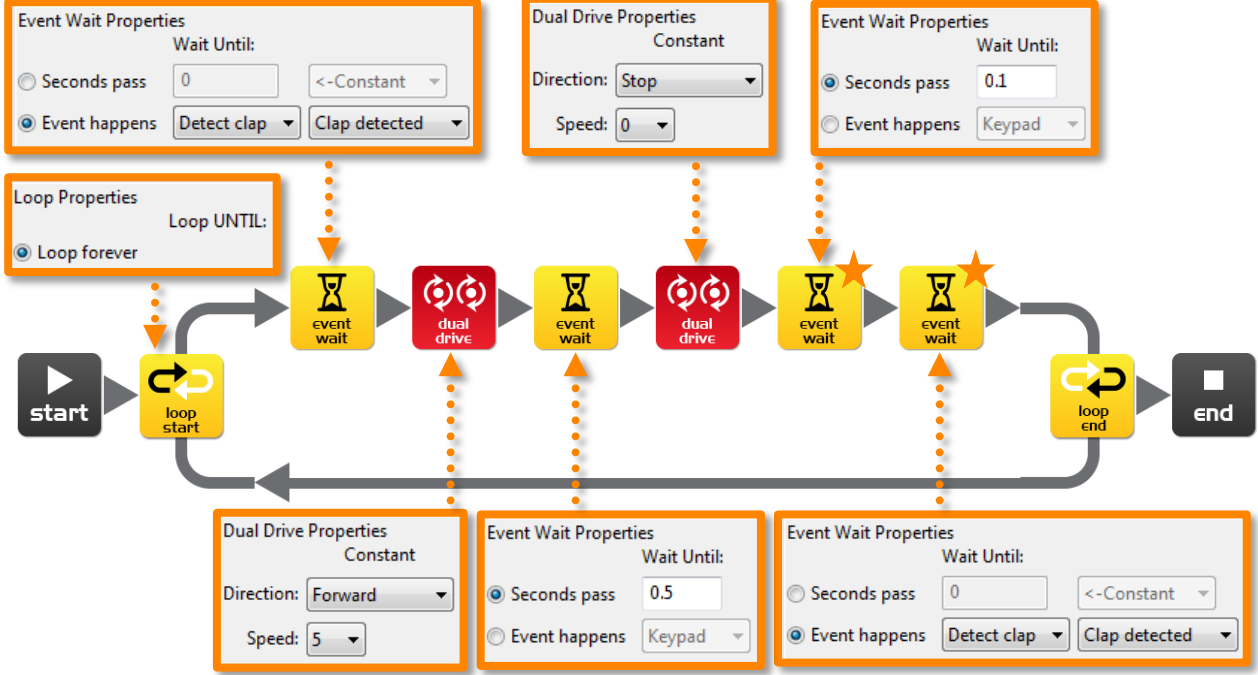 Event Wait Properties
Wait Until:
Seconds pass 0 <-Constant
Event happens Detect clap Clap detected
Dual Drive Properties
Constant
Direction: Stop
Speed: 0
Event Wait Properties
Wait Until:
Seconds pass 0.1
Event happens Keypad
Loop Properties
Loop UNTIL:
Loop forever
start
loop
start
event
wait
dual
drive
event
wait
dual
drive
event
wait
event
wait
loop
end
end
Dual Drive Properties
Constant
Direction: Forward
Speed: 5
Event Wait Properties
Wait Until:
Seconds pass 0.5
Event happens Keypad
Event Wait Properties
Wait Until:
Seconds pass 0 <-Constant
Event happens Detect clap Clap detected